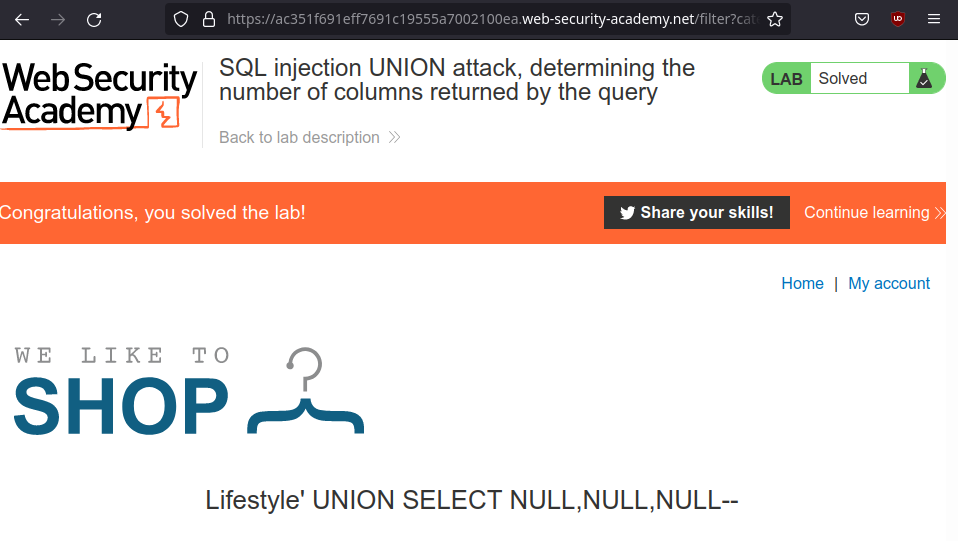 https://ac351f691eff7691c19555a7002100ea.web-security-academy.net/filter?cat
Web Security
Academy
SQL injection UNION attack, determining the
number of columns returned by the query
Back to lab description
LAB Solved
Congratulations, you solved the lab!
Share your skills!
Continue learning
Home | My account
WE LIKE TO
SHOP
Lifestyle' UNION SELECT NULL,NULL,NULL--